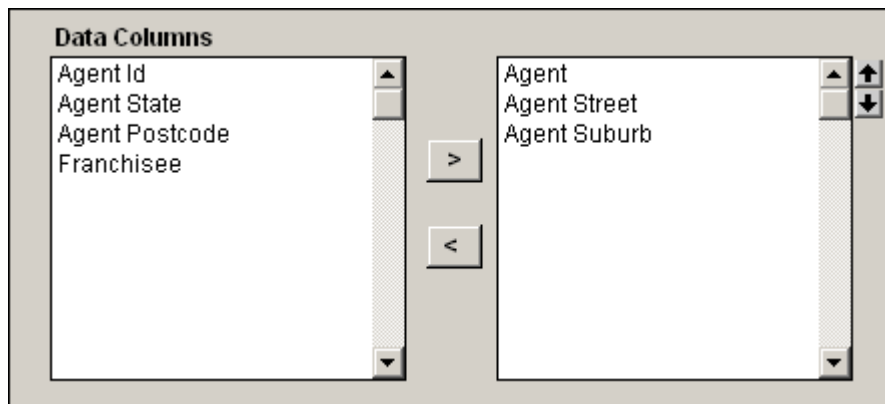 Data Columns
Agent Id
Agent State
Agent Postcode
Franchisee
>
<
Agent
Agent Street
Agent Suburb